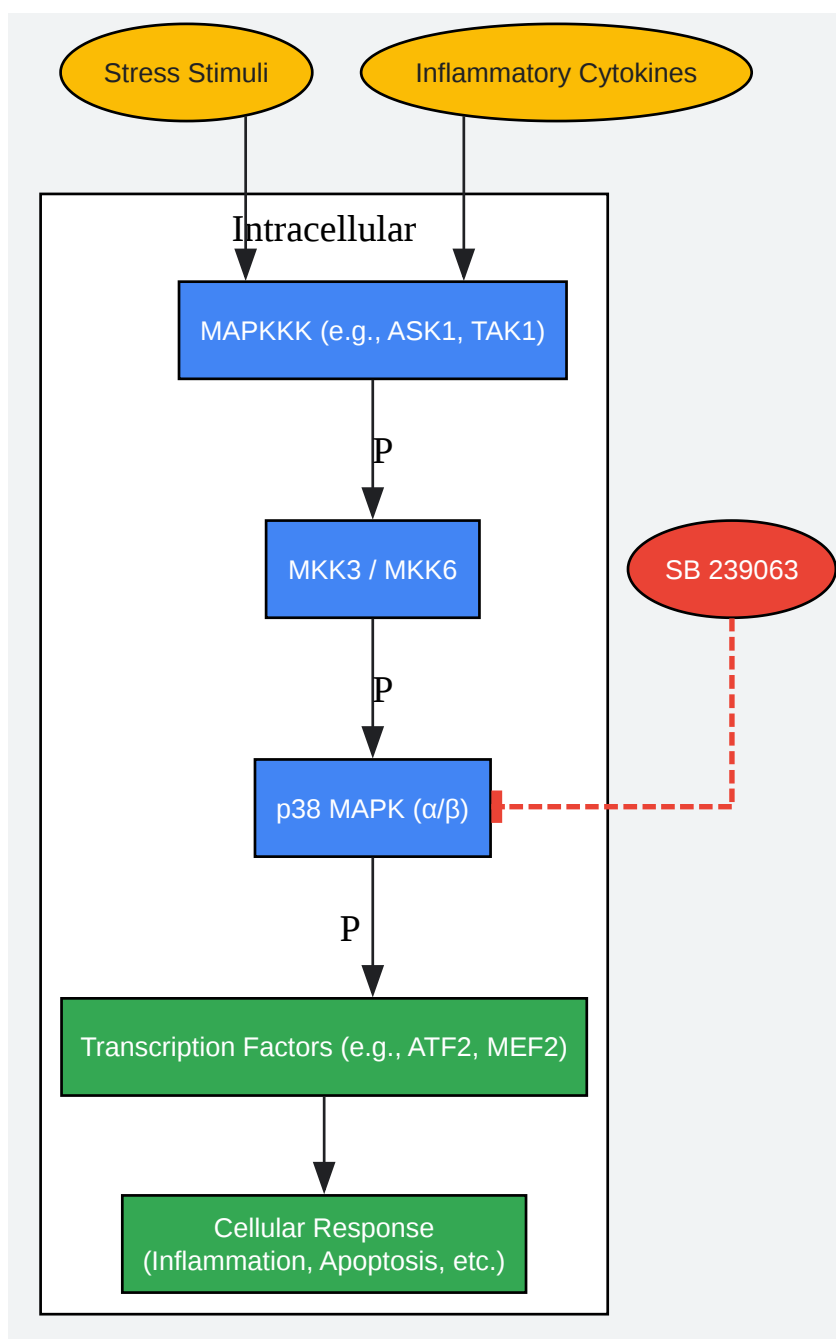 Stress Stimuli
Inflammatory Cytokines
Intracellular
MAPKKK (e.g., ASK1, TAK1)
P
MKK3 / MKK6
SB 239063
P
p38 MAPK (α/β)
P
Transcription Factors (e.g., ATF2, MEF2)
Cellular Response
(Inflammation, Apoptosis, etc.)